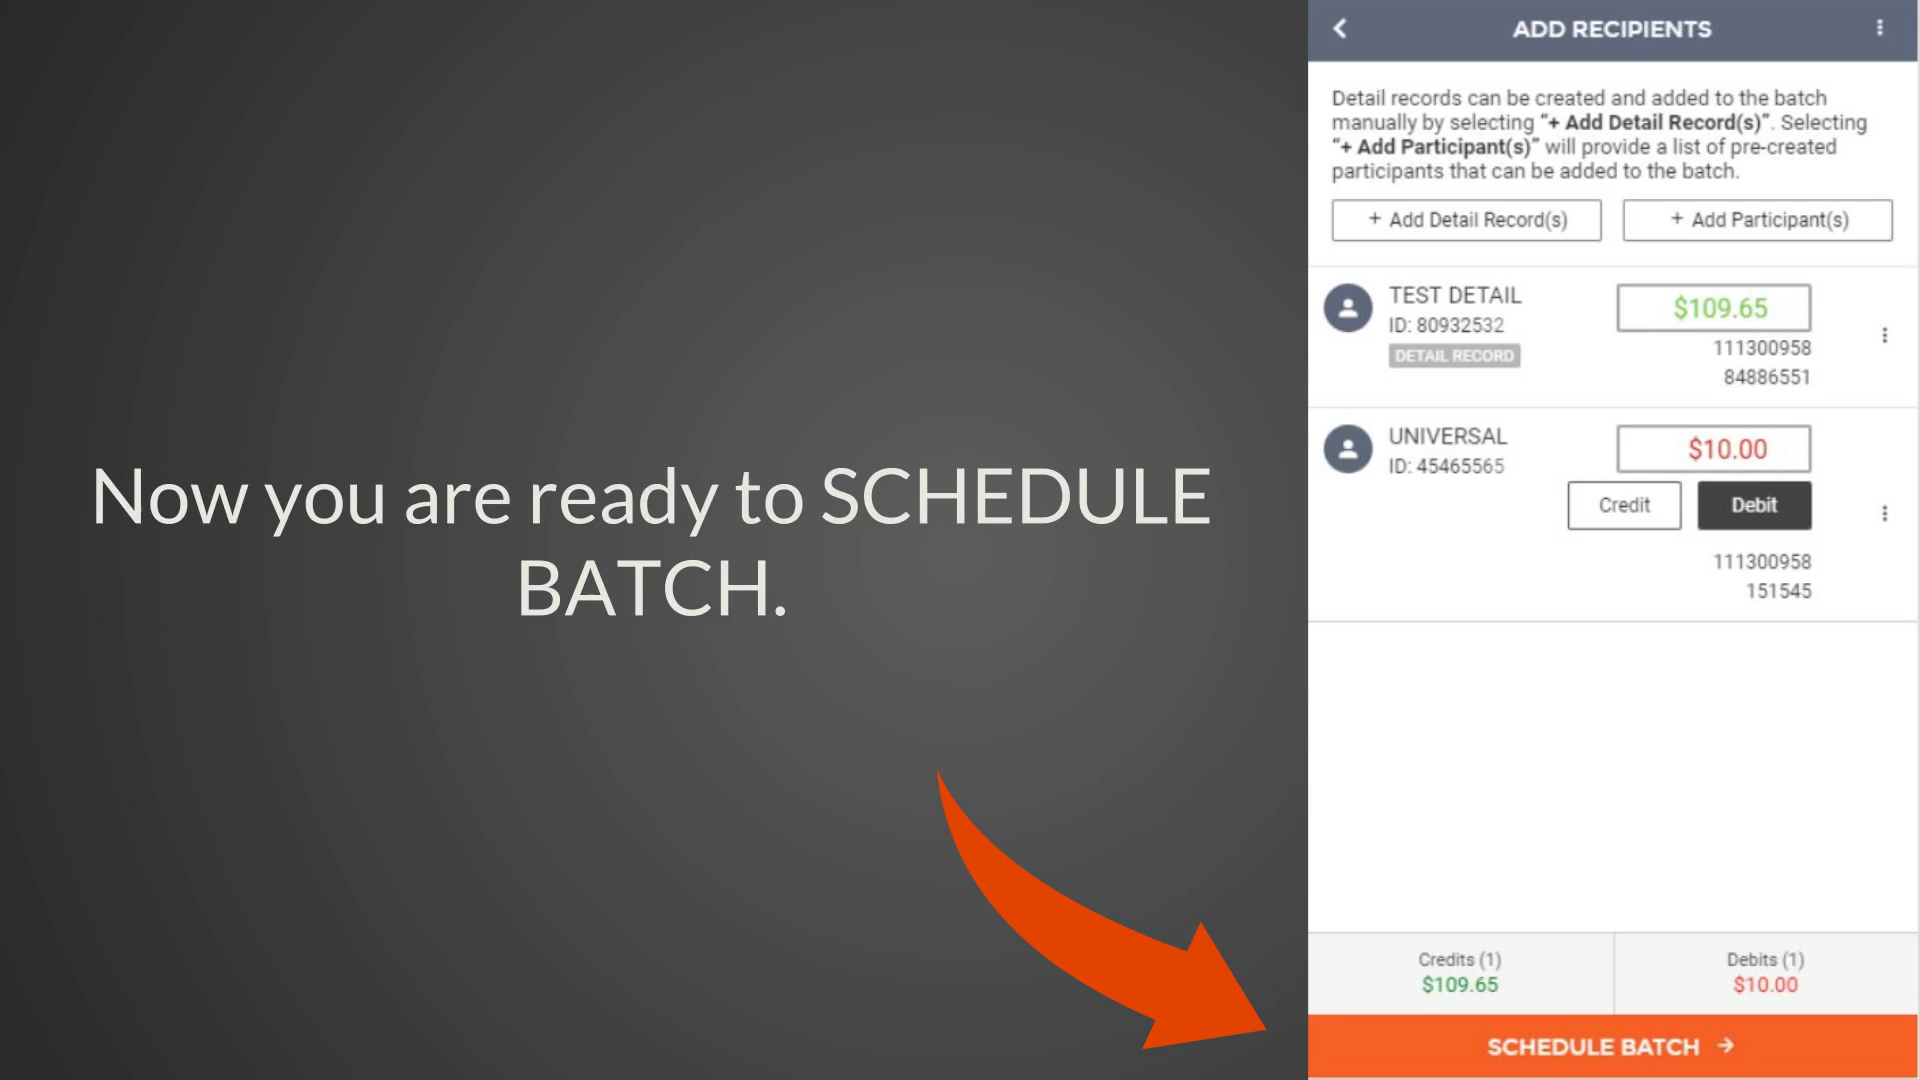 Now you are ready to SCHEDULE
BATCH.
ADD RECIPIENTS
Detail records can be created and added to the batch
manually by selecting “+ Add Detail Record(s)”. Selecting
“+ Add Participant(s)” will provide a list of pre-created
participants that can be added to the batch.
+ Add Detail Record(s)
+ Add Participant(s)
TEST DETAIL
$109.65
ID: 80932532
DETAIL RECORD
111300958
84886551
UNIVERSAL
$10.00
ID: 45465565
Credit
Debit
111300958
151545
Credits (1)
$109.65
Debits (1)
$10.00
SCHEDULE BATCH →